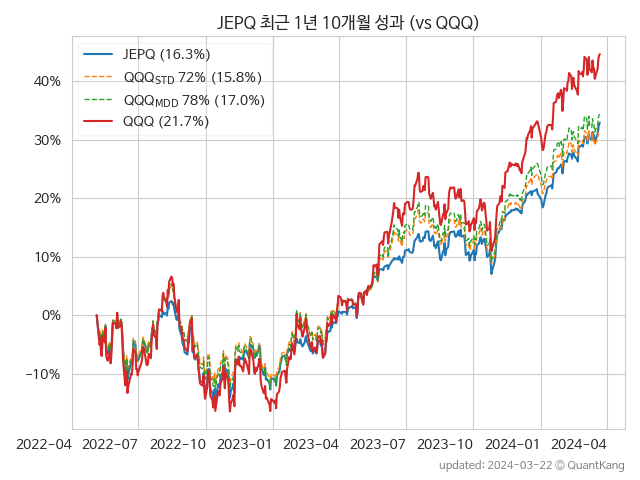 JEPQ 최근 1년 10개월 성과 (vs QQQ)
JEPQ (16.3%)
QQQSTD 72% (15.8%)
QQQMDD 78% (17.0%)
QQQ (21.7%)
40%
30%
20%
10%
0%
−10%
2022-04 2022-07 2022-10 2023-01 2023-04 2023-07 2023-10 2024-01 2024-04
updated: 2024-03-22 ⓒ QuantKang